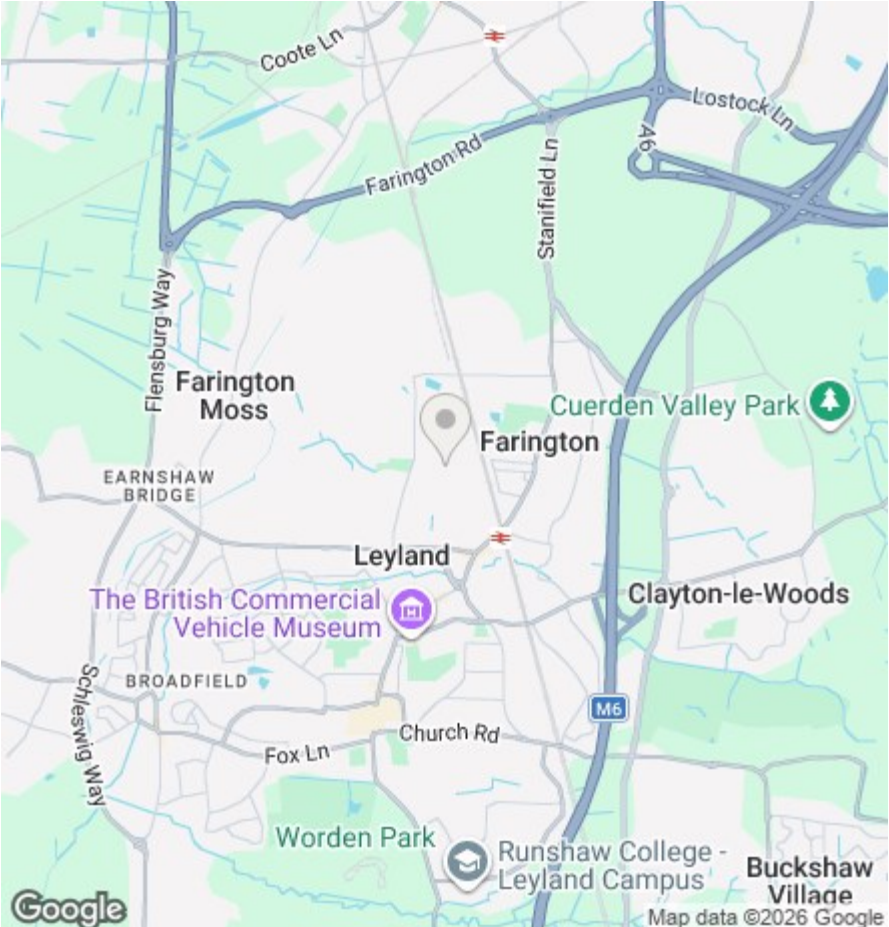 Coote Ln
Lostock Ln
A6
Farington Rd
Stanifield Ln
Flensburg Way
Farington
Moss
Cuerden Valley Park
Farington
EARNSHAW
BRIDGE
Leyland
The British Commercial
Vehicle Museum
Clayton-le-Woods
BROADFIELD
Schleswig Way
M6
Church Rd
Fox Ln
Worden Park
Runshaw College -
Leyland Campus
Buckshaw
Village
Google
Map data ©2026 Google